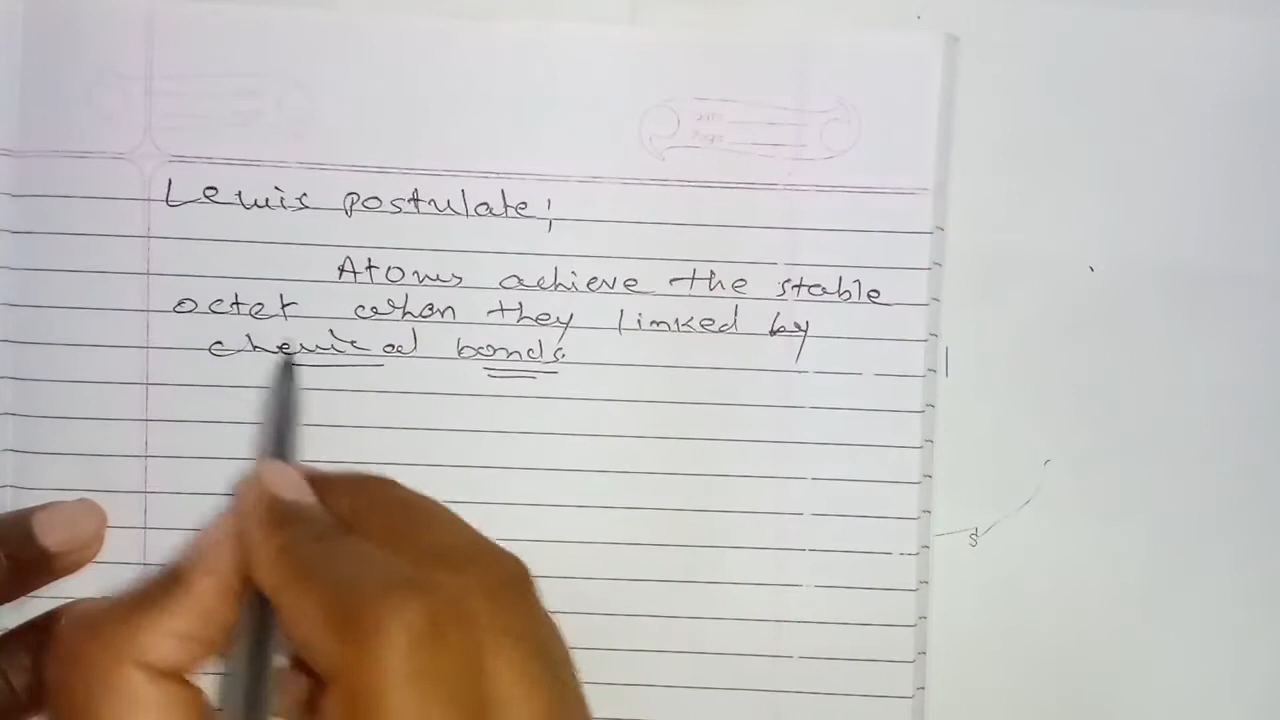 Lewis postulate;
Atoms achieve the stable
octet when they linked by
chemical bonds.